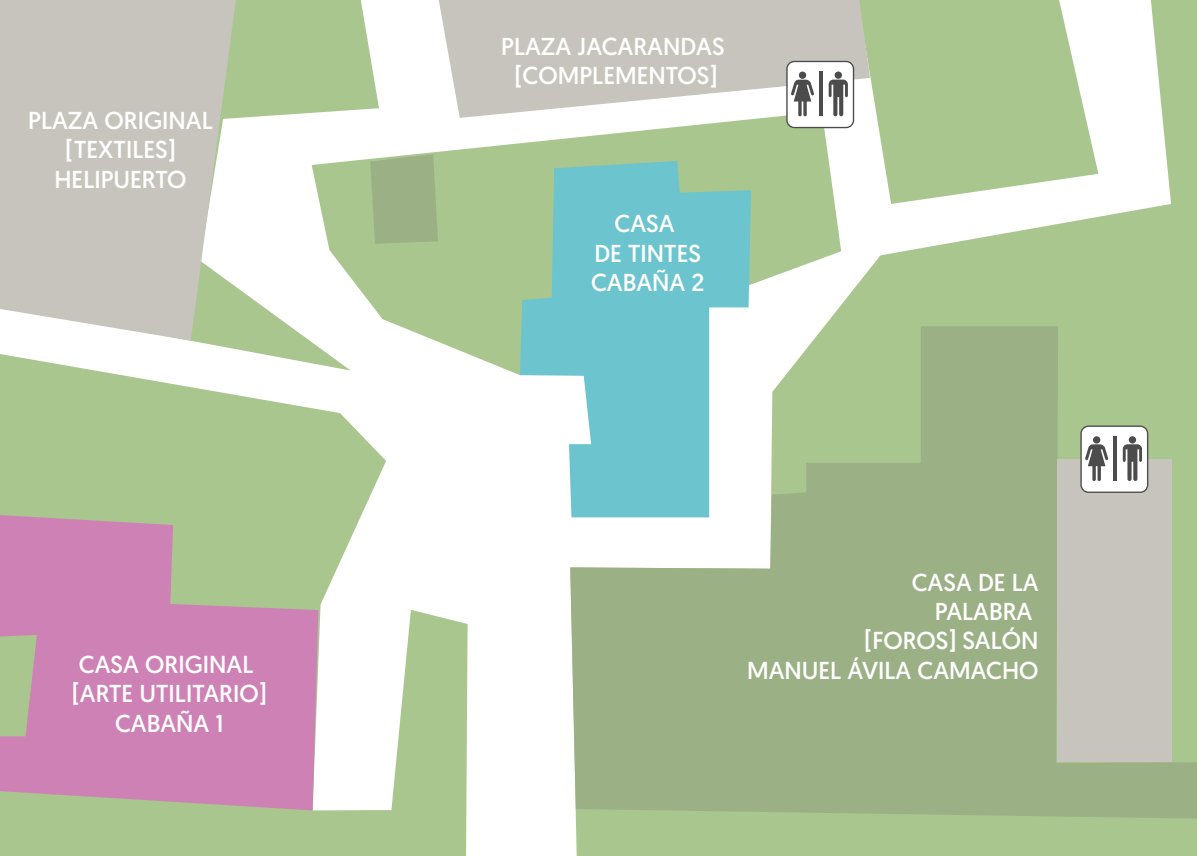 PLAZA JACARANDAS
[COMPLEMENTOS]
PLAZA ORIGINAL
[TEXTILES]
HELIPUERTO
CASA
DE TINTES
CABAÑA 2
CASA DE LA
PALABRA
[FOROS] SALÓN
MANUEL ÁVILA CAMACHO
CASA ORIGINAL
[ARTE UTILITARIO]
CABAÑA 1